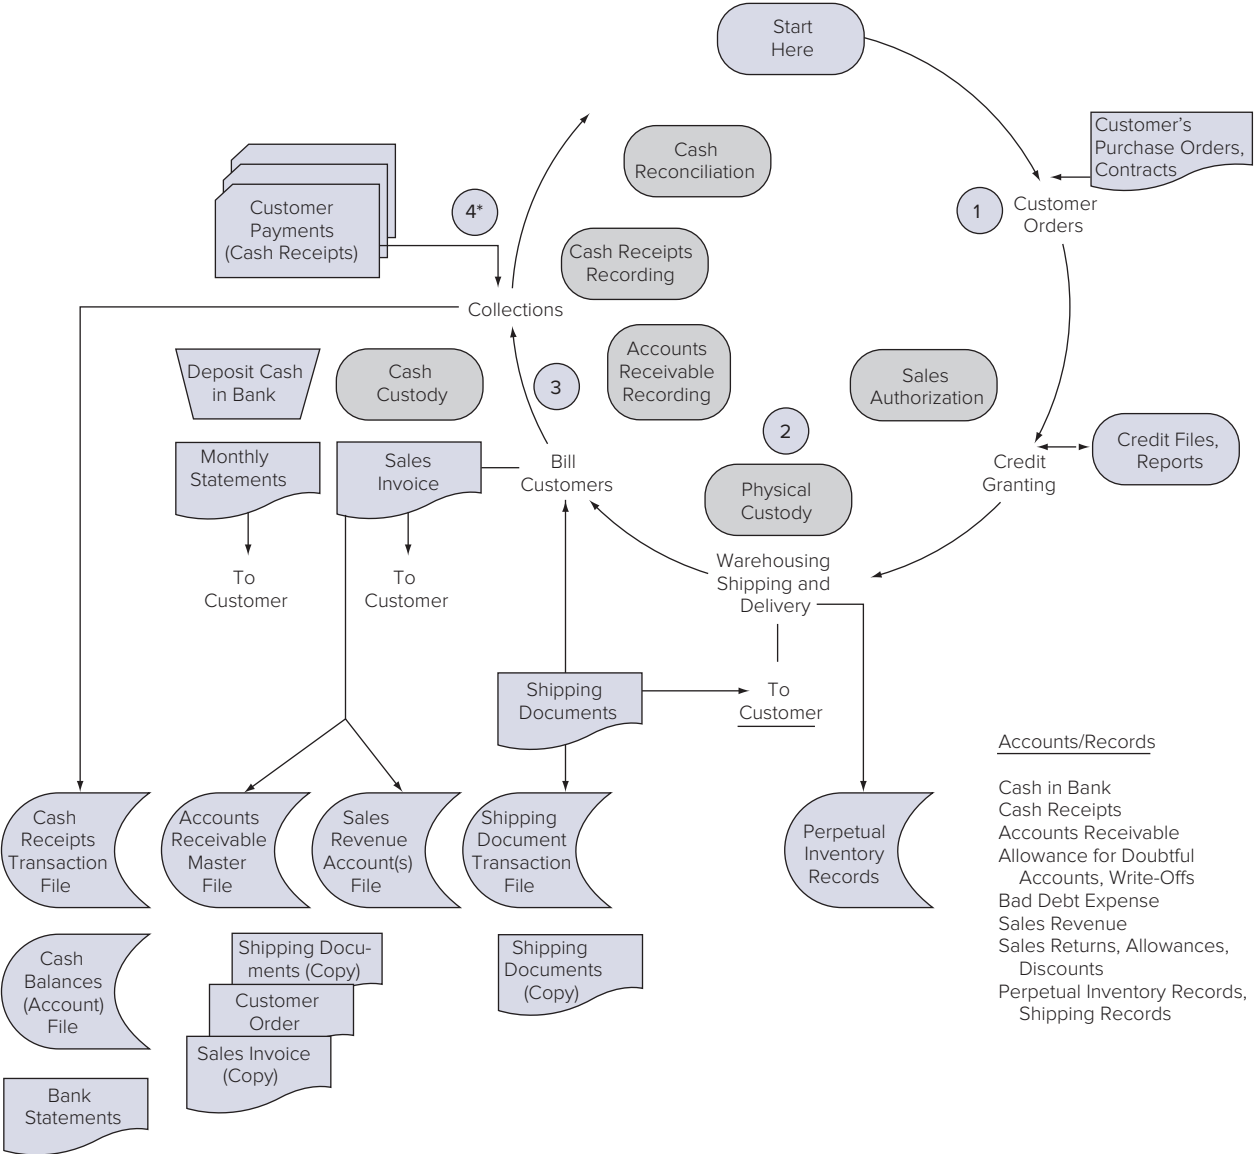 Start
Here
Customer's
Purchase Orders,
Contracts
Cash
Reconciliation
1
Customer
Orders
Customer
Payments
(Cash Receipts)
4*
Cash Receipts
Recording
Collections
Deposit Cash
in Bank
Cash
Custody
3
Accounts
Receivable
Recording
Sales
Authorization
2
Credit Files,
Reports
Credit
Granting
Monthly
Statements
Sales
Invoice
Bill
Customers
Physical
Custody
To
Customer
To
Customer
Warehousing
Shipping and
Delivery
Shipping
Documents
To
Customer
Accounts/Records
Cash in Bank
Cash Receipts
Accounts Receivable
Allowance for Doubtful
Accounts, Write-Offs
Bad Debt Expense
Sales Revenue
Sales Returns, Allowances,
Discounts
Perpetual Inventory Records,
Shipping Records
Cash
Receipts
Transaction
File
Accounts
Receivable
Master
File
Sales
Revenue
Account(s)
File
Shipping
Document
Transaction
File
Perpetual
Inventory
Records
Cash
Balances
(Account)
File
Shipping Docu-
ments (Copy)
Customer
Order
Sales Invoice
(Copy)
Shipping
Documents
(Copy)
Bank
Statements